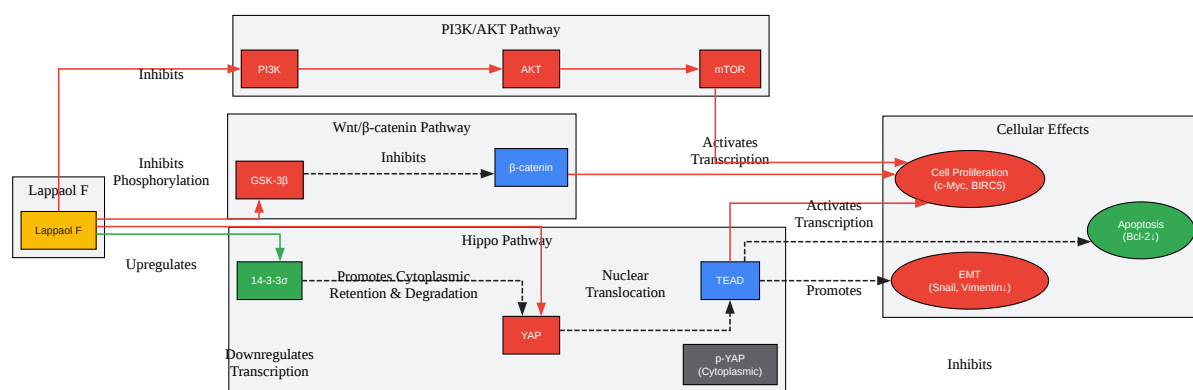 PI3K/AKT Pathway
PI3K
AKT
mTOR
Inhibits
Wnt/β-catenin Pathway
Inhibits
GSK-3β
β-catenin
Activates
Transcription
Cellular Effects
Cell Proliferation
(c-Myc, BIRC5)
Inhibits
Phosphorylation
Lappaol F
Lappaol F
Activates
Transcription
Apoptosis
(Bcl-2↓)
Hippo Pathway
Upregulates
14-3-3σ
Promotes Cytoplasmic
Retention & Degradation
Nuclear
Translocation
TEAD
Promotes
EMT
(Snail, Vimentin↓)
YAP
Downregulates
Transcription
p-YAP
(Cytoplasmic)
Inhibits